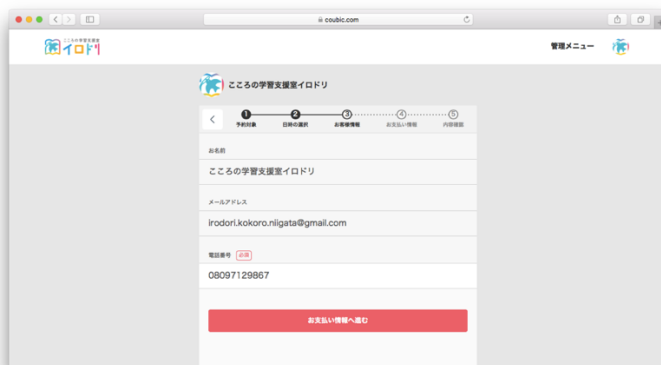 coubic.com
こころの学習支援室
イロドリ
管理メニュー
こころの学習支援室イロドリ
1 2 3 4 5
予約対象 日時の選択 お客様情報 お支払い情報 内容確認
お名前
こころの学習支援室イロドリ
メールアドレス
irodori.kokoro.niigata@gmail.com
電話番号 必須
08097129867
お支払い情報へ進む